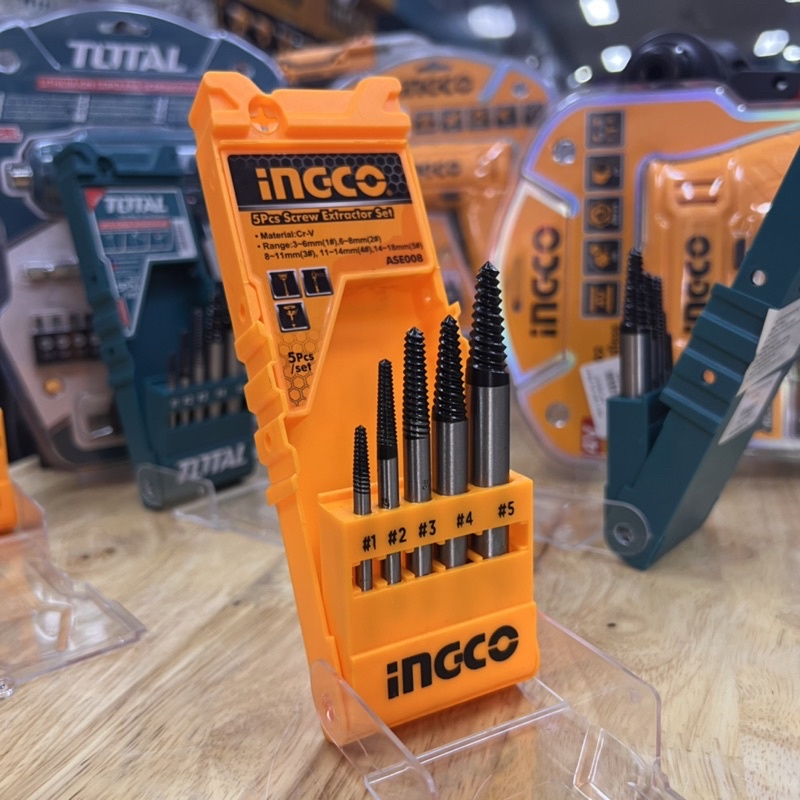 TOTAL
INGCO
TOTAL
INGCO
5Pcs Screw Extractor Set
• Material:Cr-V
• Range:3~6mm(1#),6~8mm(2#)
8~11mm(3#), 11~14mm(4#),14~18mm(5#)
ASE008
5Pcs
/set
INGCO
#1 #2 #3 #4 #5
TOTAL
INGCO